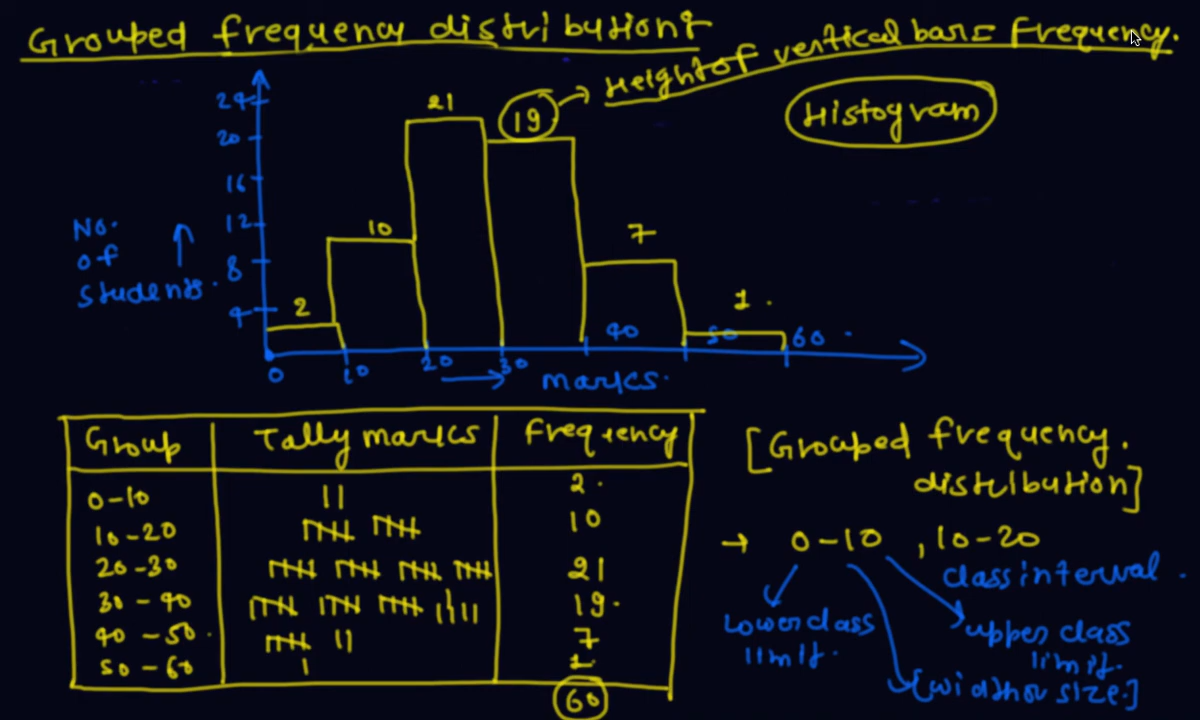 Grouped frequency distribution:
Height of vertical bar = Frequency.
Histogram
24
20
16
12
8
4
No.
of
students.
2
10
21
19
7
1.
0 10 20 30 40 50 60
marks.
Group Tally marks Frequency
0-10 2.
10-20 10
20-30 21
30-40 19.
40-50. 7
50-60 1
60
[Grouped frequency.
distribution]
→ 0-10, 10-20
class interval.
Lower class
limit.
upper class
limit.
[width or size.]